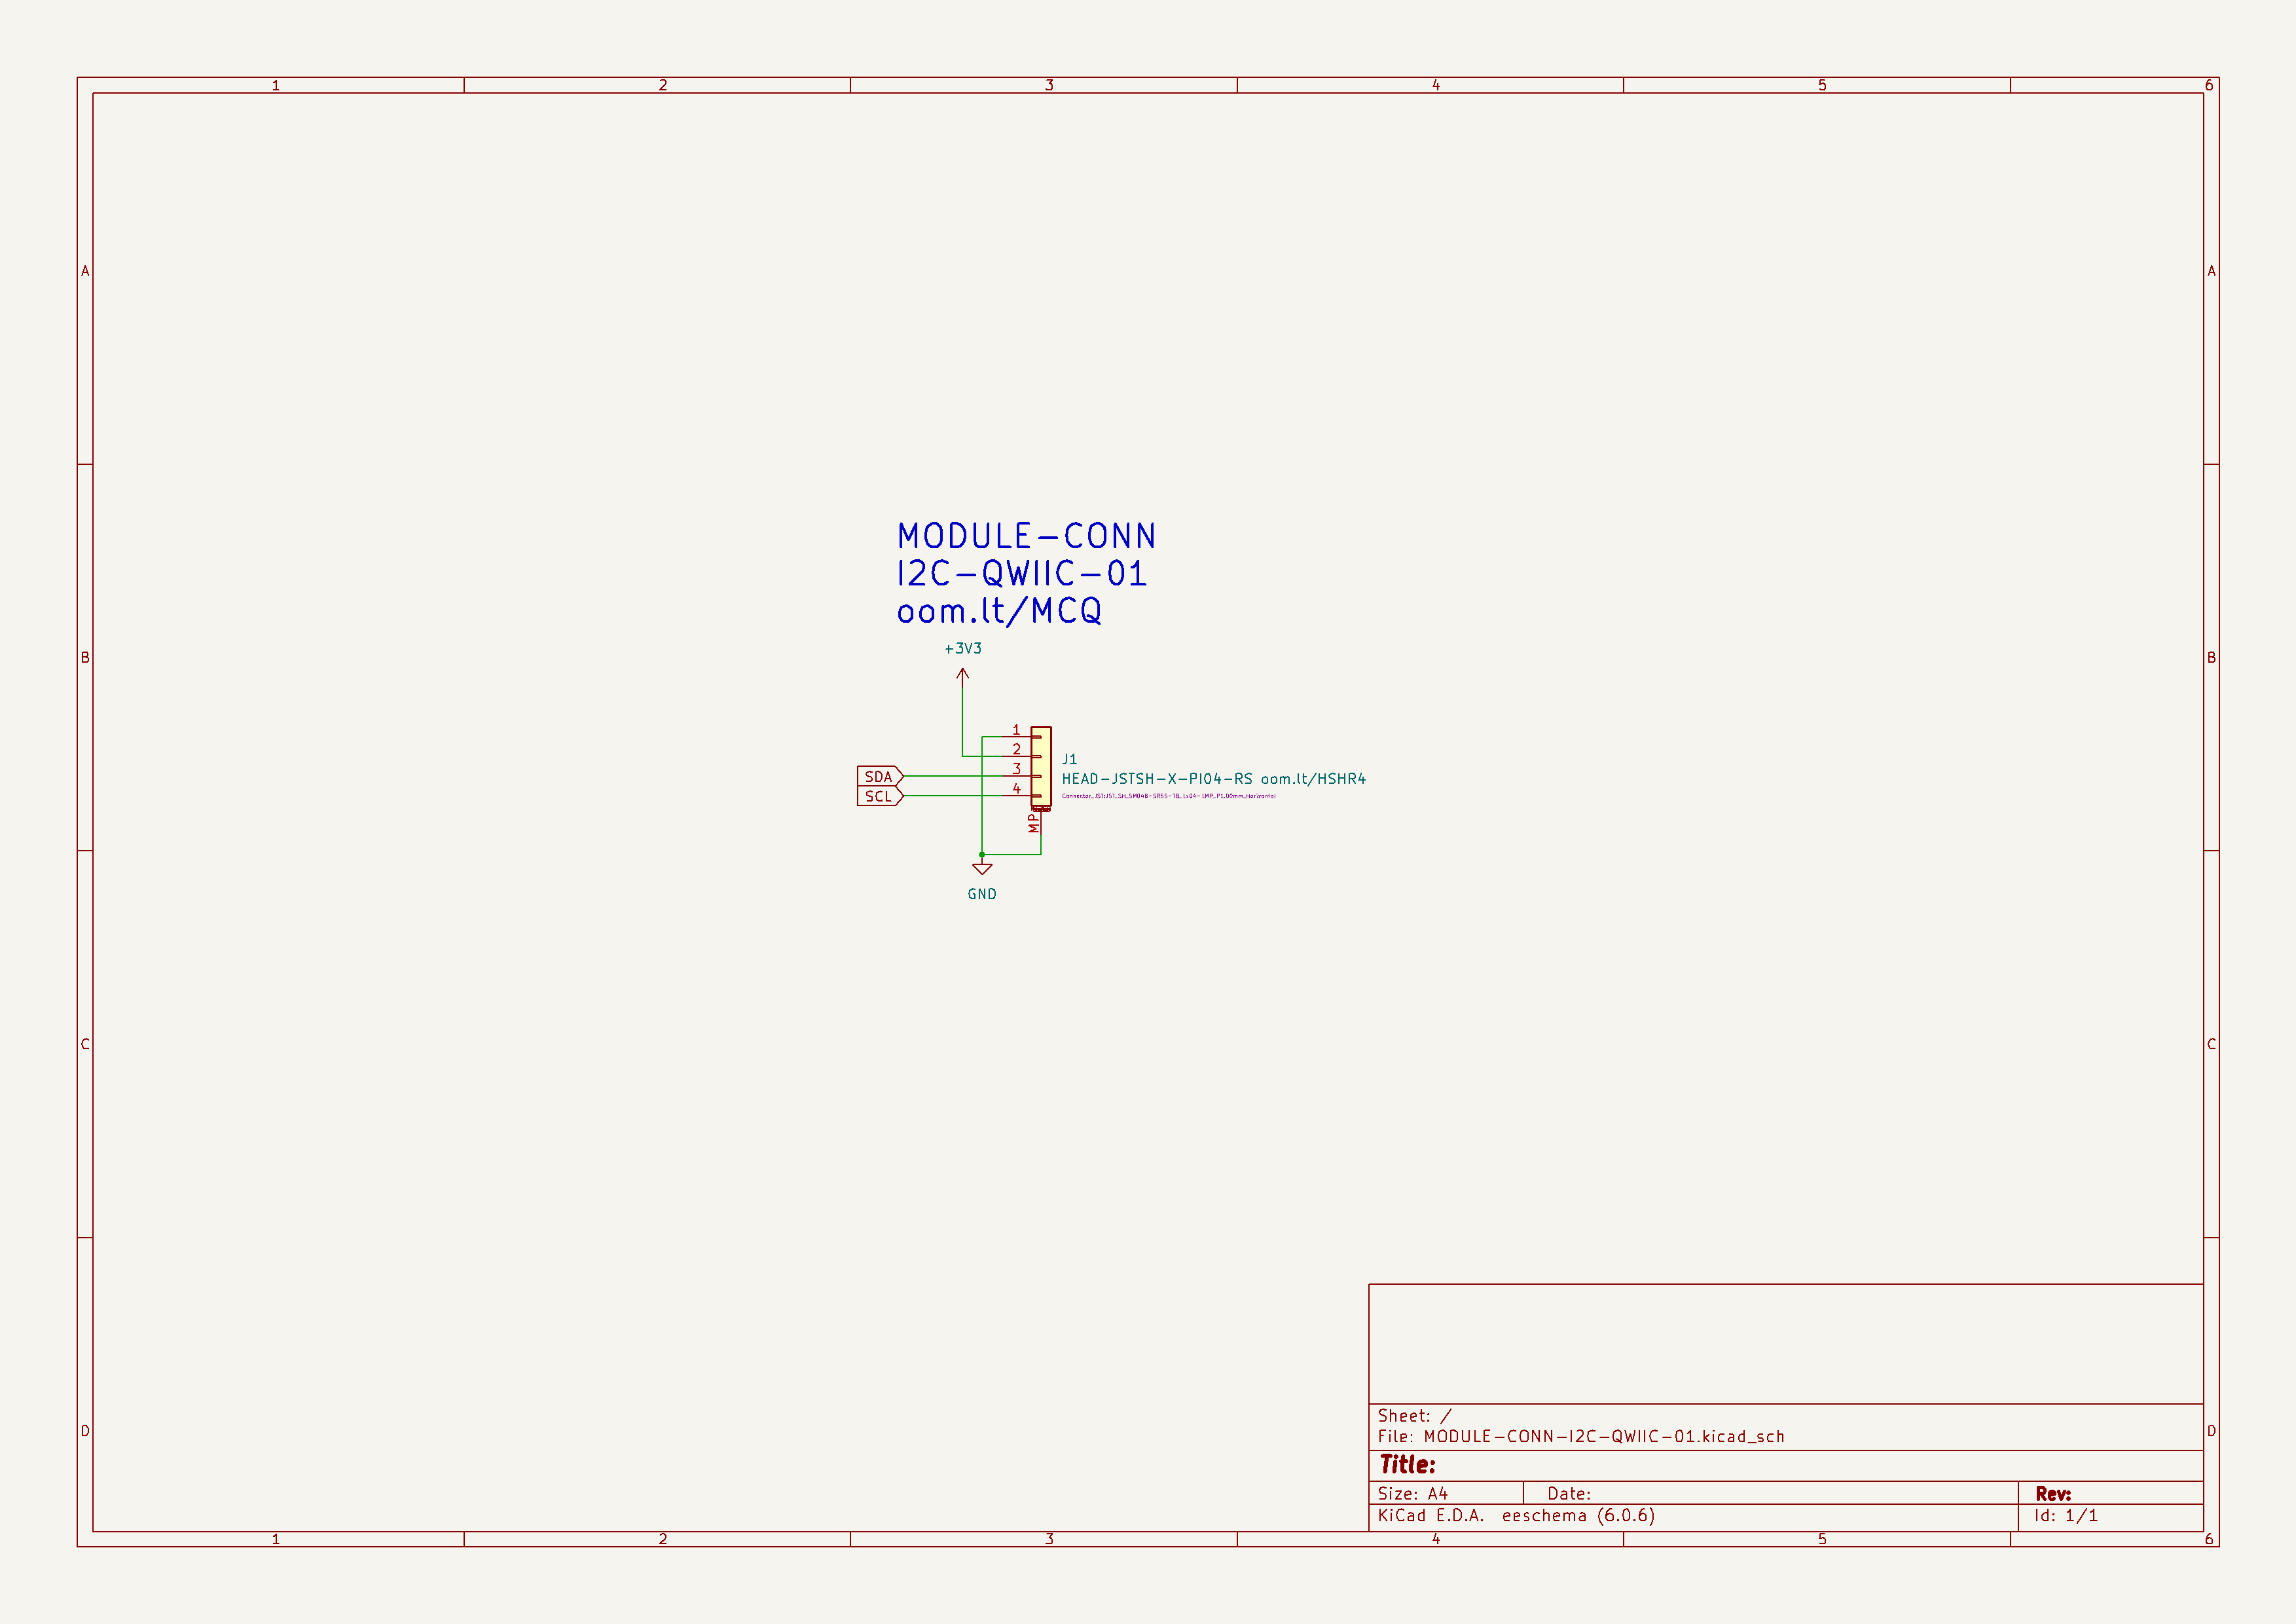 1 2 3 4 5 6
A A
MODULE-CONN
I2C-QWIIC-01
oom.lt/MCQ
+3V3
B B
1
2
J1
3
SDA
HEAD-JSTSH-X-PI04-RS oom.lt/HSHR4
4
SCL
Connector_JST:JST_SH_SM04B-SRSS-TB_1x04-1MP_P1.00mm_Horizontal
MP
GND
C C
Sheet: /
File: MODULE-CONN-I2C-QWIIC-01.kicad_sch
D D
Title:
Size: A4 Date: Rev:
KiCad E.D.A. eeschema (6.0.6) Id: 1/1
1 2 3 4 5 6